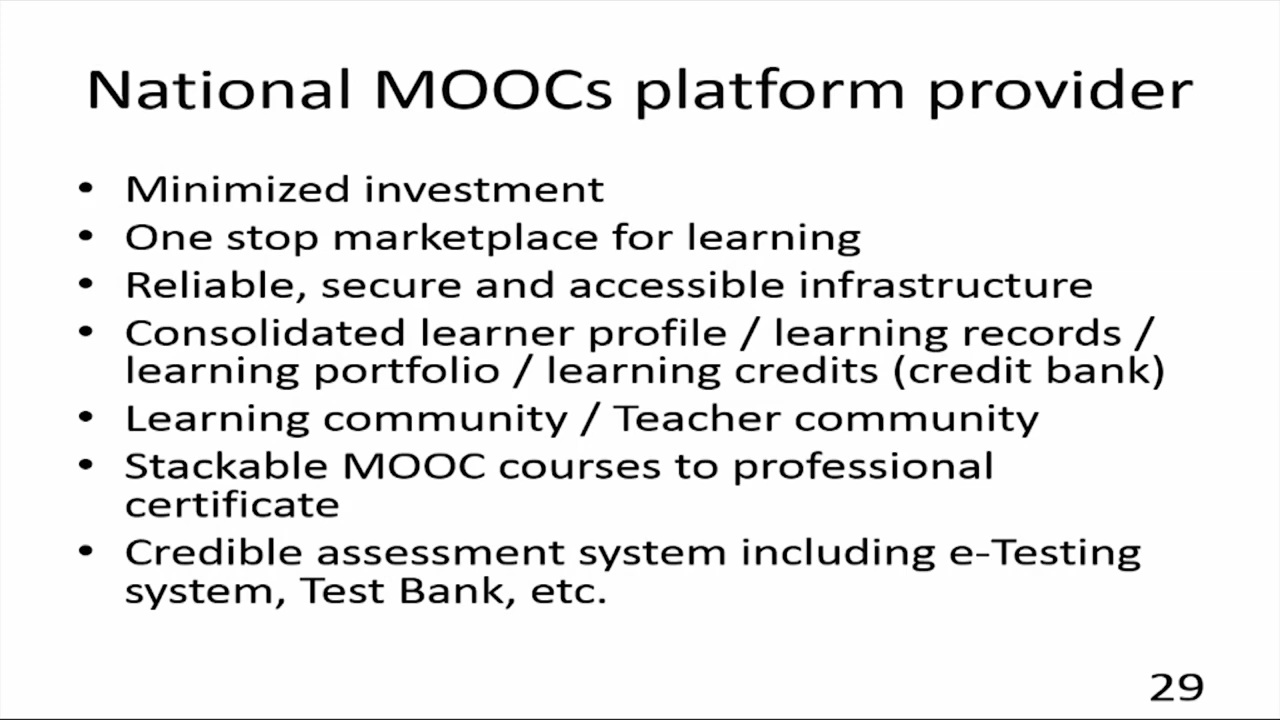 National MOOCs platform provider
• Minimized investment
• One stop marketplace for learning
• Reliable, secure and accessible infrastructure
• Consolidated learner profile / learning records /
learning portfolio / learning credits (credit bank)
• Learning community / Teacher community
• Stackable MOOC courses to professional
certificate
• Credible assessment system including e-Testing
system, Test Bank, etc.
29